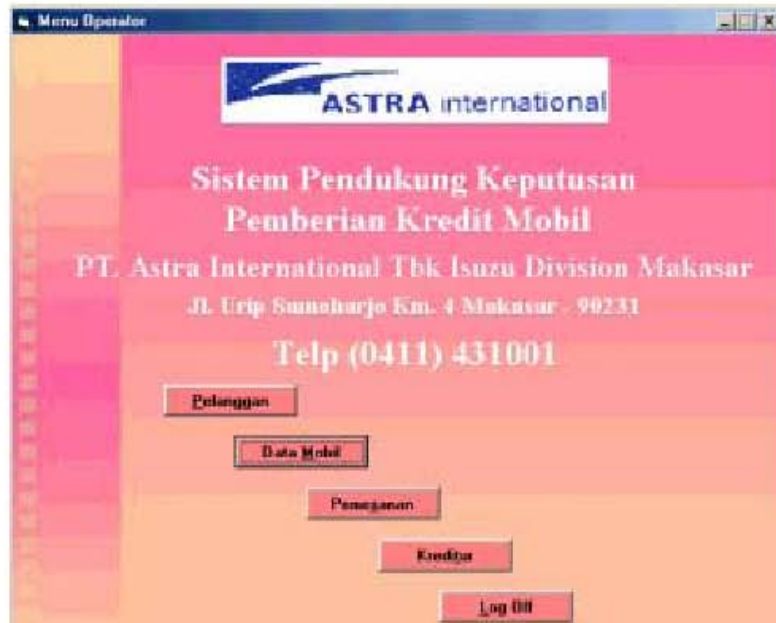 Menu Operator
ASTRA international
Sistem Pendukung Keputusan
Pemberian Kredit Mobil
PT. Astra International Tbk Isuzu Division Makasar
Jl. Urip Sumoharjo Km. 4 Makasar - 90231
Telp (0411) 431001
Pelanggan
Data Mobil
Pemesanan
Kreditur
Log Off